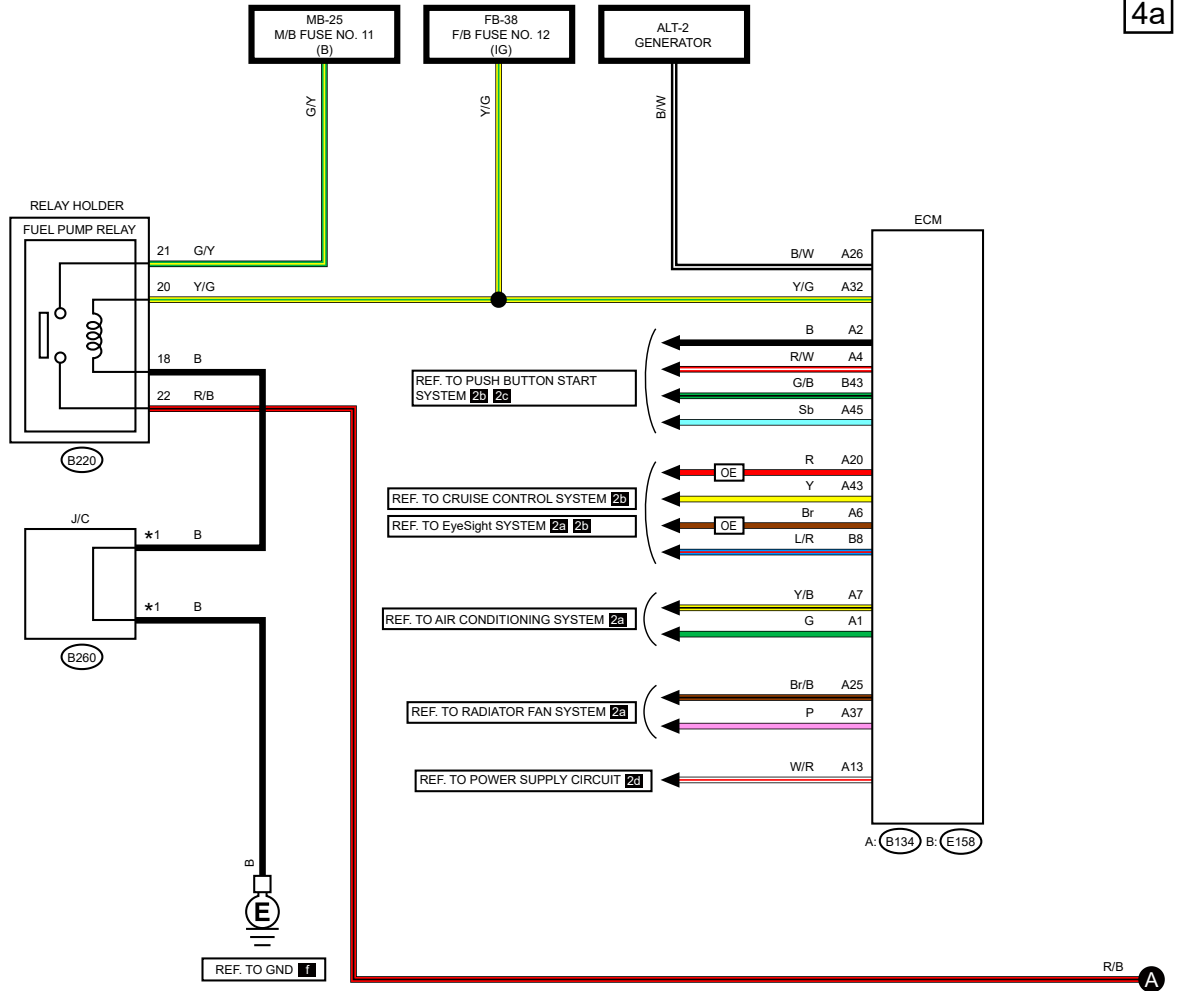 4a
MB-25
M/B FUSE NO. 11
(B)
FB-38
F/B FUSE NO. 12
(IG)
ALT-2
GENERATOR
G/Y
Y/G
B/W
RELAY HOLDER
FUEL PUMP RELAY
21 G/Y
20 Y/G
18 B
22 R/B
B220
J/C
*1 B
*1 B
B260
B
E
REF. TO GND f
ECM
B/W A26
Y/G A32
B A2
R/W A4
G/B B43
Sb A45
REF. TO PUSH BUTTON START
SYSTEM 2b 2c
OE R A20
Y A43
OE Br A6
L/R B8
REF. TO CRUISE CONTROL SYSTEM 2b
REF. TO EyeSight SYSTEM 2a 2b
Y/B A7
G A1
REF. TO AIR CONDITIONING SYSTEM 2a
Br/B A25
P A37
REF. TO RADIATOR FAN SYSTEM 2a
W/R A13
REF. TO POWER SUPPLY CIRCUIT 2d
A: B134 B: E158
R/B
A